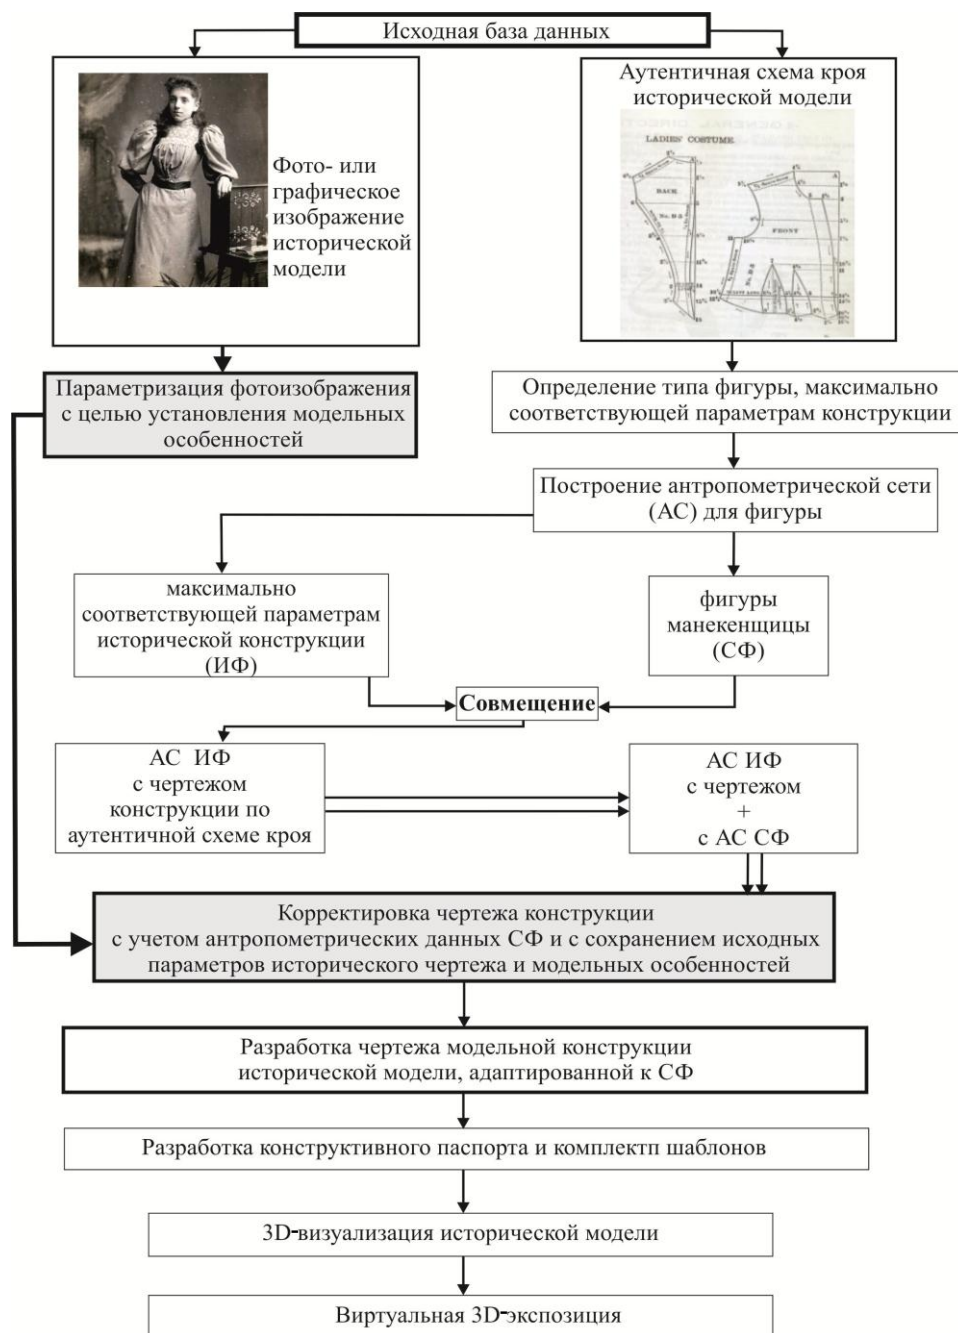 Исходная база данных
Фото- или
графическое
изображение
исторической
модели
Аутентичная схема кроя
исторической модели
LADIES' COSTUME
BACK
FRONT
Параметризация фотоизображения
с целью установления модельных
особенностей
Определение типа фигуры, максимально
соответствующей параметрам конструкции
Построение антропометрической сети
(АС) для фигуры
максимально
соответствующей параметрам
исторической конструкции
(ИФ)
фигуры
манекенщицы
(СФ)
Совмещение
АС ИФ
с чертежом
конструкции по
аутентичной схеме кроя
АС ИФ
с чертежом
+
с АС СФ
Корректировка чертежа конструкции
с учетом антропометрических данных СФ и с сохранением исходных
параметров исторического чертежа и модельных особенностей
Разработка чертежа модельной конструкции
исторической модели, адаптированной к СФ
Разработка конструктивного паспорта и комплектп шаблонов
3D-визуализация исторической модели
Виртуальная 3D-экспозиция